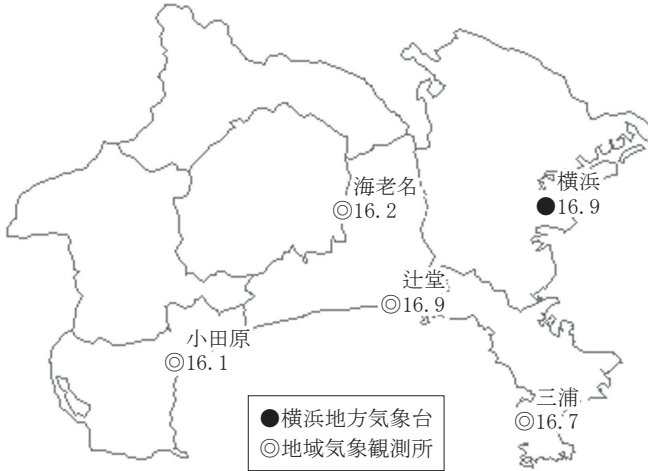 海老名
◎16.2
横浜
●16.9
辻堂
◎16.9
小田原
◎16.1
三浦
◎16.7
●横浜地方気象台
◎地域気象観測所